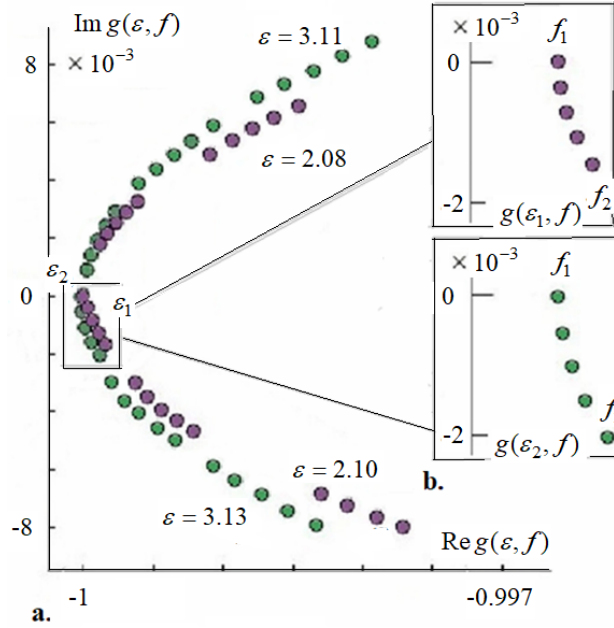 Im g(ε, f)
× 10⁻³
8
0
-8
ε = 3.11
ε = 2.08
ε₂
ε₁
ε = 2.10
ε = 3.13
Re g(ε, f)
-1
-0.997
a.
× 10⁻³
f₁
0
-2
f₂
g(ε₁, f)
× 10⁻³
f₁
0
-2
f
g(ε₂, f)
b.